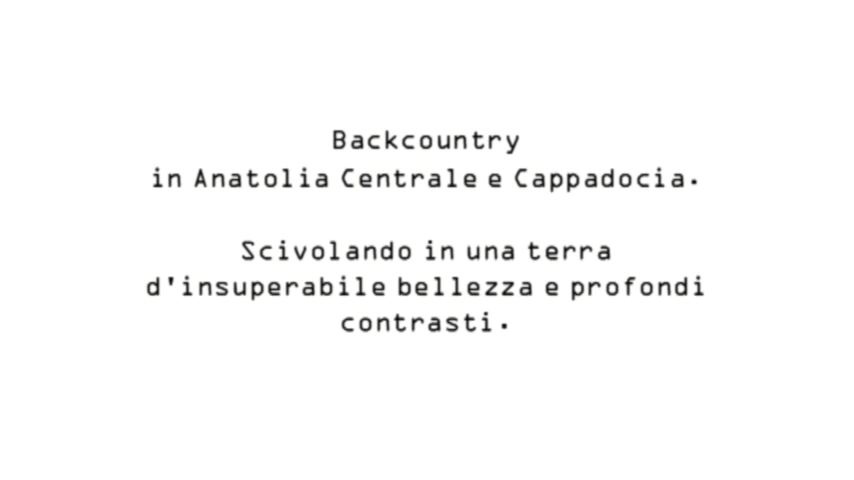 Backcountry
in Anatolia Centrale e Cappadocia.
Scivolando in una terra
d'insuperabile bellezza e profondi
contrasti.